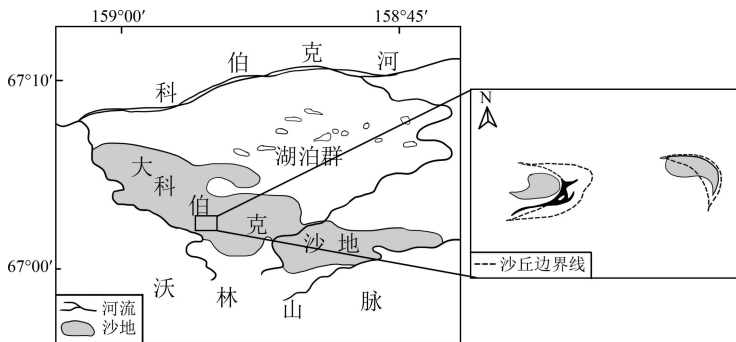 159°00′ 158°45′
67°10′
67°00′
科伯克河
湖泊群
大科伯克沙地
沃林山脉
河流
沙地
N
沙丘边界线